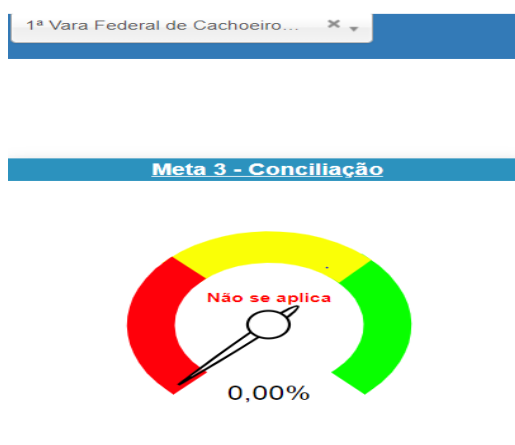 1ª Vara Federal de Cachoeiro...
Meta 3 - Conciliação
Não se aplica
0,00%